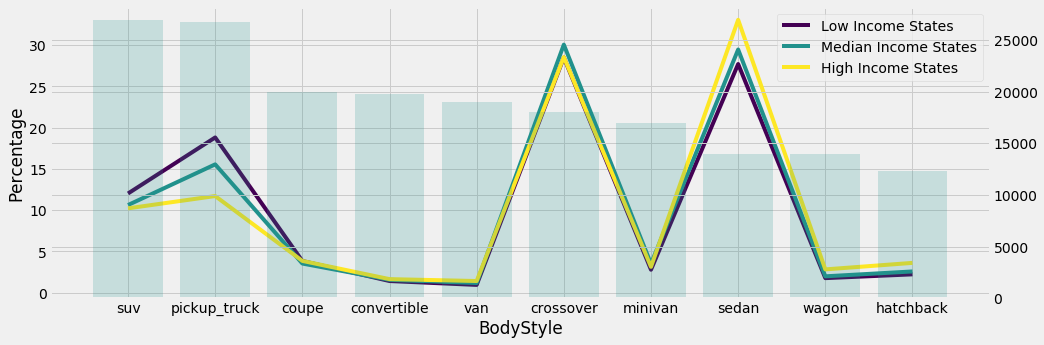 Low Income States
Median Income States
High Income States
Percentage
30
25
20
15
10
5
0
25000
20000
15000
10000
5000
0
suv pickup_truck coupe convertible van crossover minivan sedan wagon hatchback
BodyStyle